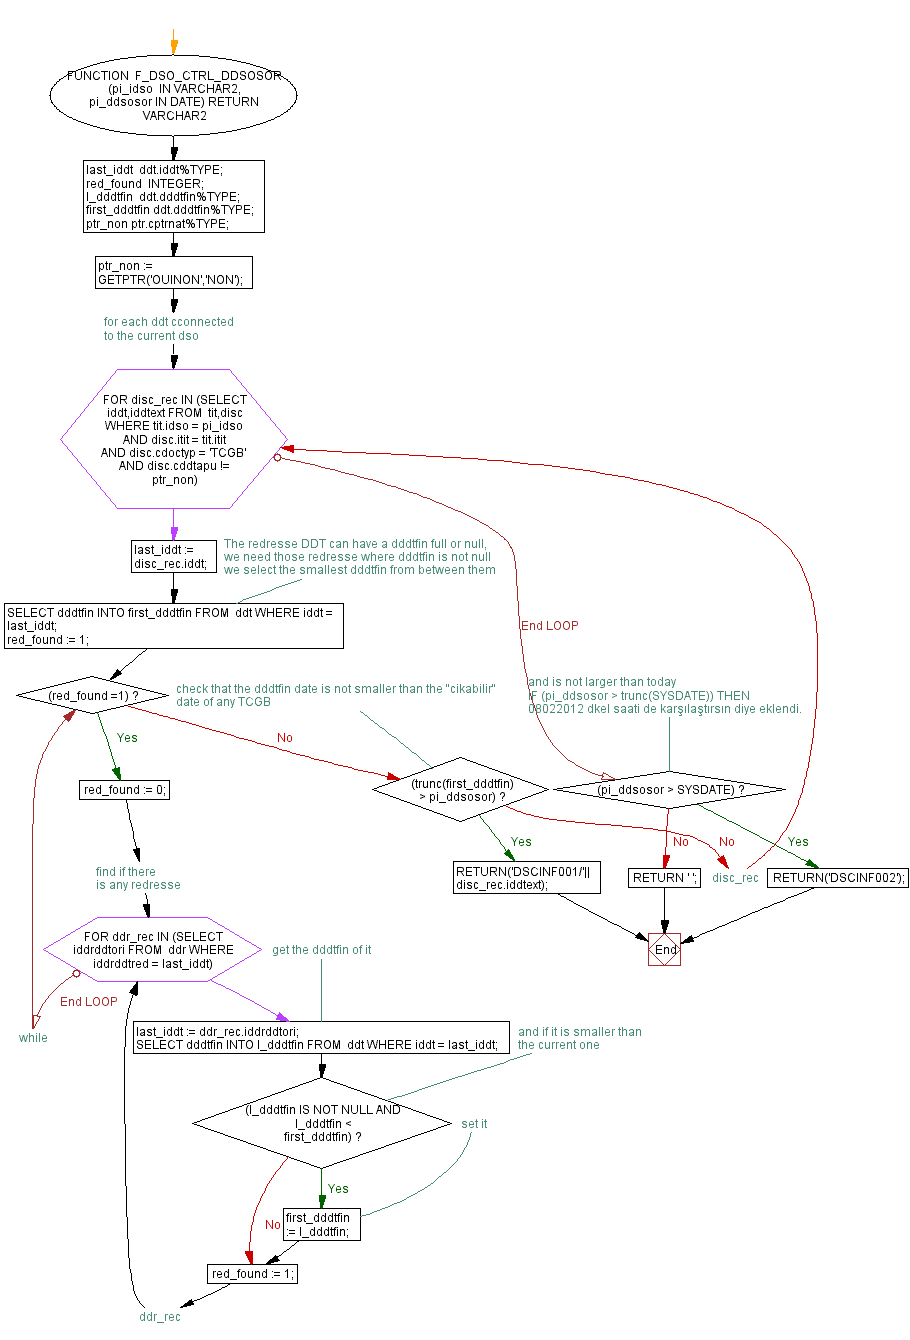 FUNCTION F_DSO_CTRL_DDSOSOR
(pi_idso IN VARCHAR2,
pi_ddsosor IN DATE) RETURN
VARCHAR2
last_iddt ddt.iddt%TYPE;
red_found INTEGER;
l_dddtfin ddt.dddtfin%TYPE;
first_dddtfin ddt.dddtfin%TYPE;
ptr_non ptr.cptrnat%TYPE;
ptr_non :=
GETPTR('OUINON','NON');
for each ddt cconnected
to the current dso
FOR disc_rec IN (SELECT
iddt,iddtext FROM tit,disc
WHERE tit.idso = pi_idso
AND disc.itit = tit.itit
AND disc.cdoctyp = 'TCGB'
AND disc.cddtapu !=
ptr_non)
last_iddt :=
disc_rec.iddt;
The redresse DDT can have a dddtfin full or null,
we need those redresse where dddtfin is not null
we select the smallest dddtfin from between them
SELECT dddtfin INTO first_dddtfin FROM ddt WHERE iddt =
last_iddt;
red_found := 1;
End LOOP
(red_found =1) ?
check that the dddtfin date is not smaller than the "cikabilir"
date of any TCGB
and is not larger than today
IF (pi_ddsosor > trunc(SYSDATE)) THEN
08022012 dkel saati de karşılaştırsın diye eklendi.
Yes
No
red_found := 0;
(trunc(first_dddtfin)
> pi_ddsosor) ?
(pi_ddsosor > SYSDATE) ?
Yes
No
No
Yes
find if there
is any redresse
RETURN('DSCINF001/'||
disc_rec.iddtext);
RETURN ' ';
disc_rec
RETURN('DSCINF002');
FOR ddr_rec IN (SELECT
iddrddtori FROM ddr WHERE
iddrddtred = last_iddt)
get the dddtfin of it
End
End LOOP
while
last_iddt := ddr_rec.iddrddtori;
SELECT dddtfin INTO l_dddtfin FROM ddt WHERE iddt = last_iddt;
and if it is smaller than
the current one
(l_dddtfin IS NOT NULL AND
l_dddtfin <
first_dddtfin) ?
set it
Yes
No
first_dddtfin
:= l_dddtfin;
red_found := 1;
ddr_rec